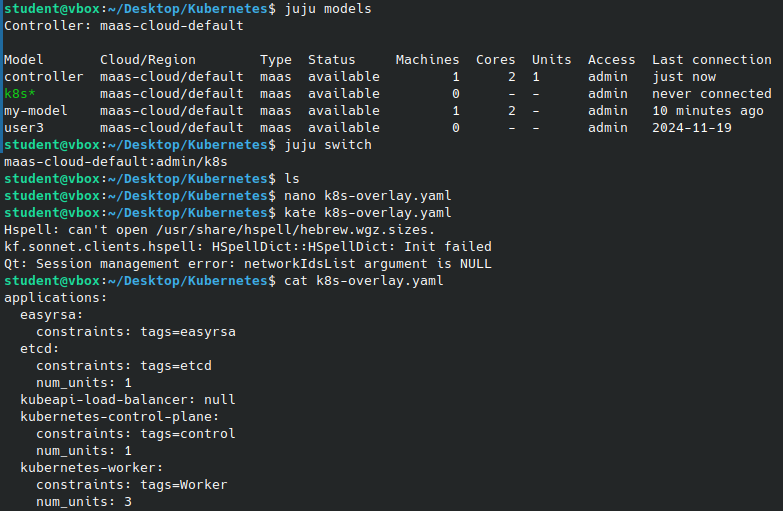 student@vbox:~/Desktop/Kubernetes$ juju models
Controller: maas-cloud-default

Model       Cloud/Region        Type  Status     Machines  Cores  Units  Access  Last connection
controller  maas-cloud/default  maas  available         1      2  1      admin   just now
k8s*        maas-cloud/default  maas  available         0      -  -      admin   never connected
my-model    maas-cloud/default  maas  available         1      2  -      admin   10 minutes ago
user3       maas-cloud/default  maas  available         0      -  -      admin   2024-11-19
student@vbox:~/Desktop/Kubernetes$ juju switch
maas-cloud-default:admin/k8s
student@vbox:~/Desktop/Kubernetes$ ls
student@vbox:~/Desktop/Kubernetes$ nano k8s-overlay.yaml
student@vbox:~/Desktop/Kubernetes$ kate k8s-overlay.yaml
Hspell: can't open /usr/share/hspell/hebrew.wgz.sizes.
kf.sonnet.clients.hspell: HSpellDict::HSpellDict: Init failed
Qt: Session management error: networkIdsList argument is NULL
student@vbox:~/Desktop/Kubernetes$ cat k8s-overlay.yaml
applications:
  easyrsa:
    constraints: tags=easyrsa
  etcd:
    constraints: tags=etcd
    num_units: 1
  kubeapi-load-balancer: null
  kubernetes-control-plane:
    constraints: tags=control
    num_units: 1
  kubernetes-worker:
    constraints: tags=Worker
    num_units: 3